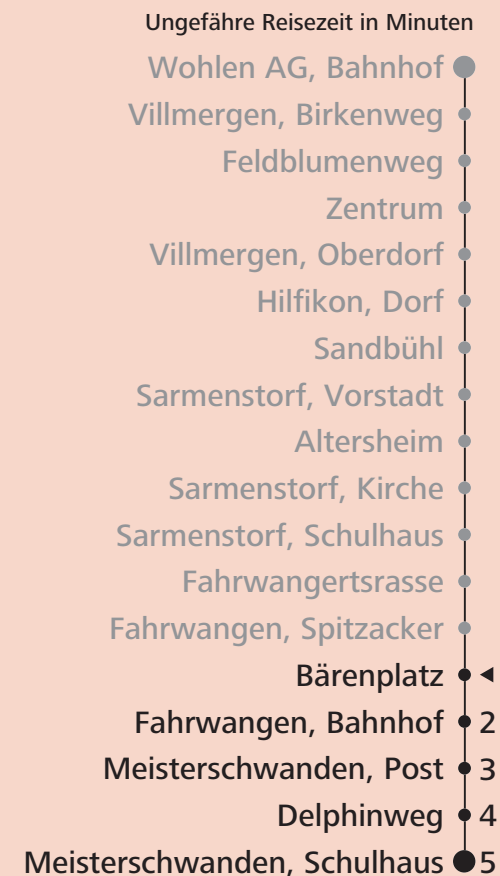 Ungefähre Reisezeit in Minuten
Wohlen AG, Bahnhof
Villmergen, Birkenweg
Feldblumenweg
Zentrum
Villmergen, Oberdorf
Hilfikon, Dorf
Sandbühl
Sarmenstorf, Vorstadt
Altersheim
Sarmenstorf, Kirche
Sarmenstorf, Schulhaus
Fahrwangertsrasse
Fahrwangen, Spitzacker
Bärenplatz
Fahrwangen, Bahnhof 2
Meisterschwanden, Post 3
Delphinweg 4
Meisterschwanden, Schulhaus 5